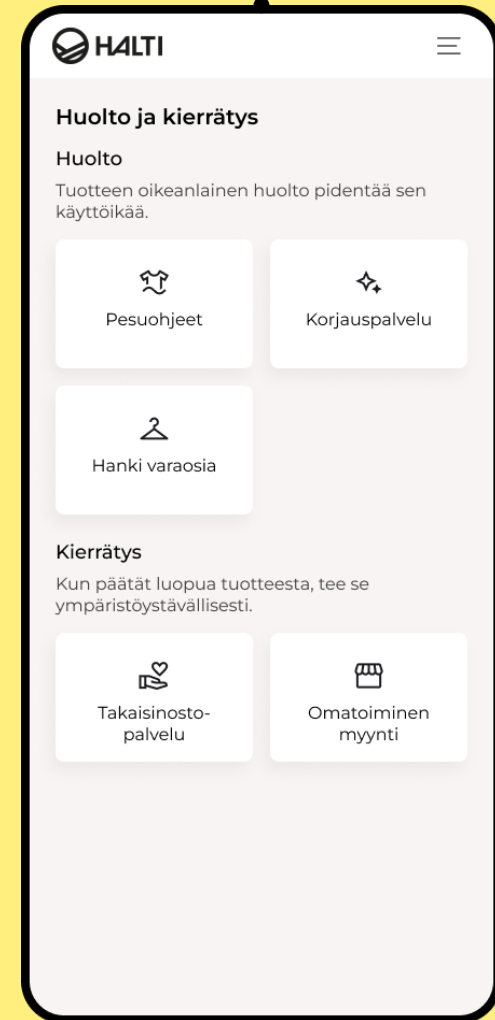 HALTI
Huolto ja kierrätys
Huolto
Tuotteen oikeanlainen huolto pidentää sen
käyttöikää.
Pesuohjeet
Korjauspalvelu
Hanki varaosia
Kierrätys
Kun päätät luopua tuotteesta, tee se
ympäristöystävällisesti.
Takaisinosto-
palvelu
Omatoiminen
myynti